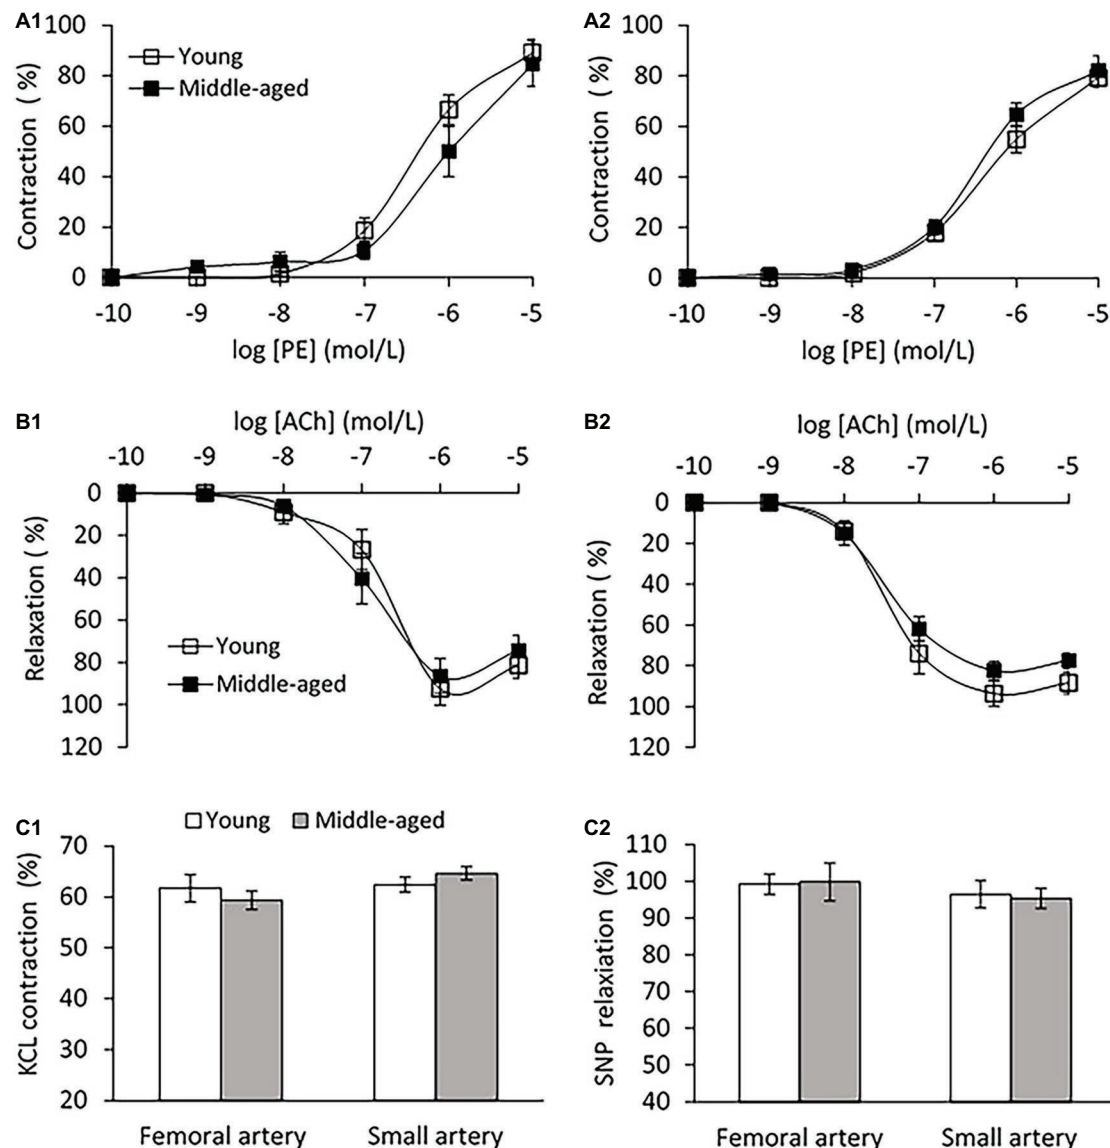 A1
100
80
60
40
20
0
Contraction ( %)
Young
Middle-aged
-10 -9 -8 -7 -6 -5
log [PE] (mol/L)
A2
100
80
60
40
20
0
Contraction ( %)
-10 -9 -8 -7 -6 -5
log [PE] (mol/L)
B1
log [ACh] (mol/L)
-10 -9 -8 -7 -6 -5
0
20
40
60
80
100
120
Relaxation ( %)
Young
Middle-aged
B2
log [ACh] (mol/L)
-10 -9 -8 -7 -6 -5
0
20
40
60
80
100
120
Relaxation ( %)
C1
Young Middle-aged
70
60
50
40
30
20
KCL contraction (%)
Femoral artery Small artery
C2
110
100
90
80
70
60
50
40
SNP relaxiation (%)
Femoral artery Small artery